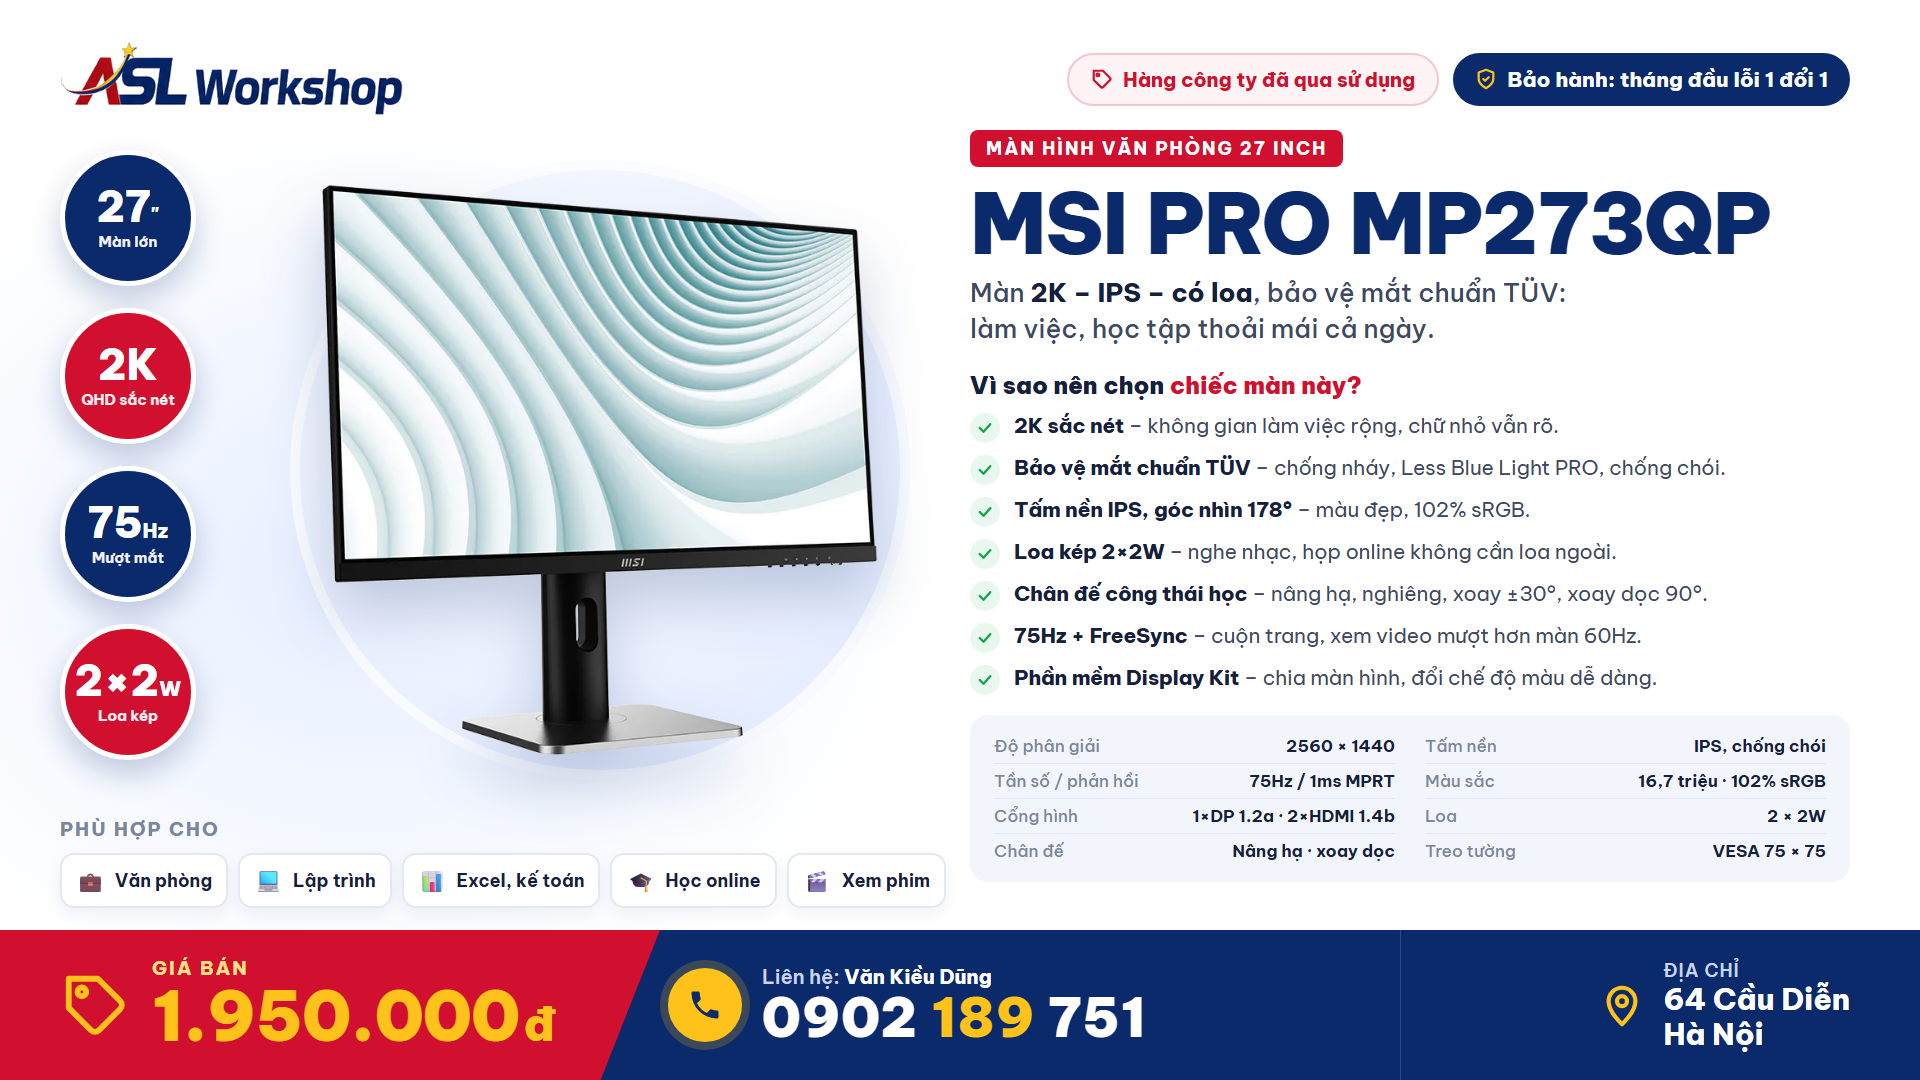 ASL Workshop
Hàng công ty đã qua sử dụng
Bảo hành: tháng đầu lỗi 1 đổi 1
27"
Màn lớn
2K
QHD sắc nét
75Hz
Mượt mắt
2×2W
Loa kép
msi
MÀN HÌNH VĂN PHÒNG 27 INCH
MSI PRO MP273QP
Màn 2K – IPS – có loa, bảo vệ mắt chuẩn TÜV:
làm việc, học tập thoải mái cả ngày.
Vì sao nên chọn chiếc màn này?
2K sắc nét – không gian làm việc rộng, chữ nhỏ vẫn rõ.
Bảo vệ mắt chuẩn TÜV – chống nháy, Less Blue Light PRO, chống chói.
Tấm nền IPS, góc nhìn 178° – màu đẹp, 102% sRGB.
Loa kép 2×2W – nghe nhạc, họp online không cần loa ngoài.
Chân đế công thái học – nâng hạ, nghiêng, xoay ±30°, xoay dọc 90°.
75Hz + FreeSync – cuộn trang, xem video mượt hơn màn 60Hz.
Phần mềm Display Kit – chia màn hình, đổi chế độ màu dễ dàng.
Độ phân giải 2560 × 1440
Tấm nền IPS, chống chói
Tần số / phản hồi 75Hz / 1ms MPRT
Màu sắc 16,7 triệu · 102% sRGB
Cổng hình 1×DP 1.2a · 2×HDMI 1.4b
Loa 2 × 2W
Chân đế Nâng hạ · xoay dọc
Treo tường VESA 75 × 75
PHÙ HỢP CHO
Văn phòng
Lập trình
Excel, kế toán
Học online
Xem phim
GIÁ BÁN
1.950.000đ
Liên hệ: Văn Kiều Dũng
0902 189 751
ĐỊA CHỈ
64 Cầu Diễn
Hà Nội